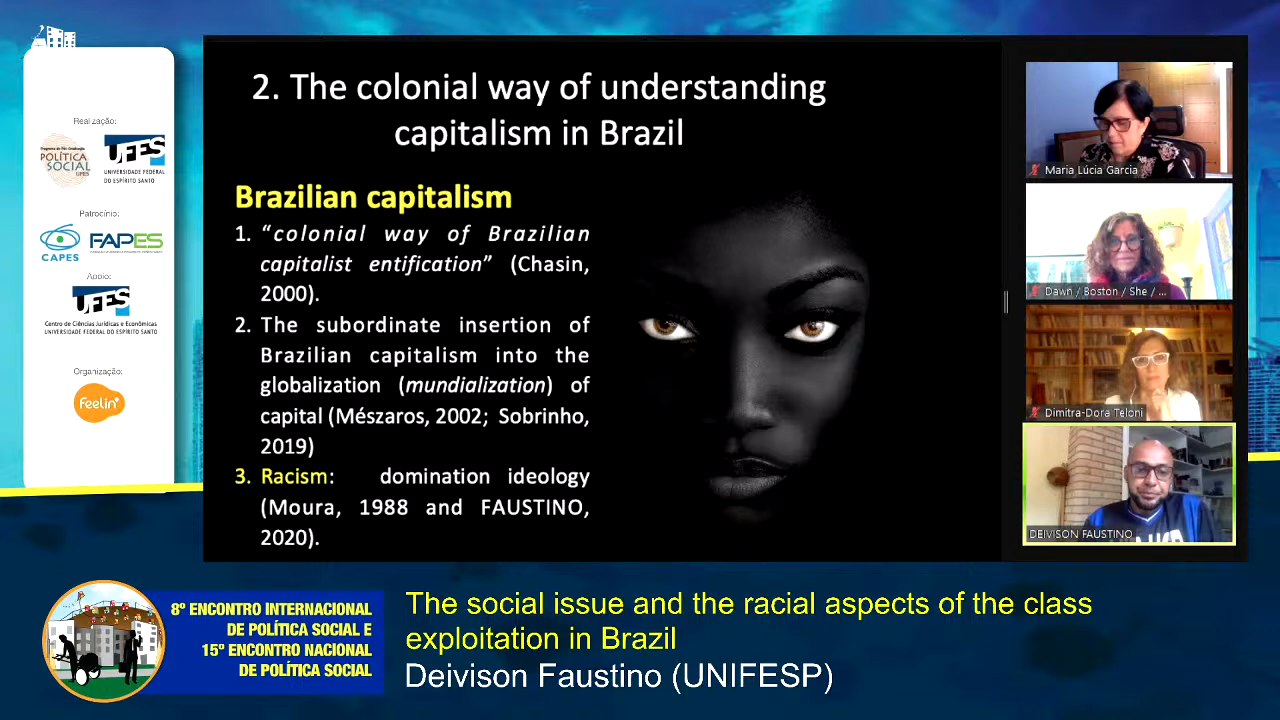 Realização:
Programa de Pós-Graduação
POLÍTICA
SOCIAL
UFES
UFES
UNIVERSIDADE FEDERAL
DO ESPÍRITO SANTO
Patrocínio:
CAPES
FAPES
Apoio:
UFES
Centro de Ciências Jurídicas e Econômicas
UNIVERSIDADE FEDERAL DO ESPÍRITO SANTO
Organização:
Feelin
2. The colonial way of understanding
capitalism in Brazil
Brazilian capitalism
1. “colonial way of Brazilian
capitalist entification” (Chasin,
2000).
2. The subordinate insertion of
Brazilian capitalism into the
globalization (mundialization) of
capital (Mészaros, 2002; Sobrinho,
2019)
3. Racism: domination ideology
(Moura, 1988 and FAUSTINO,
2020).
Maria Lúcia Garcia
Dawn / Boston / She / ...
Dimitra-Dora Teloni
DEIVISON FAUSTINO
8º ENCONTRO INTERNACIONAL
DE POLÍTICA SOCIAL E
15º ENCONTRO NACIONAL
DE POLÍTICA SOCIAL
The social issue and the racial aspects of the class
exploitation in Brazil
Deivison Faustino (UNIFESP)